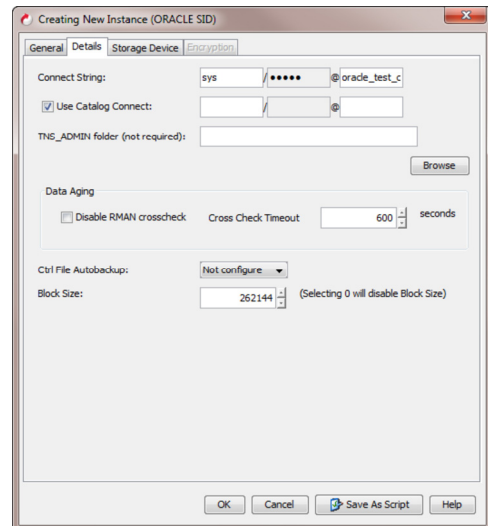 Creating New Instance (ORACLE SID)
General Details Storage Device Encryption
Connect String: sys / ••••• @ oracle_test_c
Use Catalog Connect: / @
TNS_ADMIN folder (not required):
Browse
Data Aging
Disable RMAN crosscheck Cross Check Timeout 600 seconds
Ctrl File Autobackup: Not configure
Block Size: 262144 (Selecting 0 will disable Block Size)
OK Cancel Save As Script Help